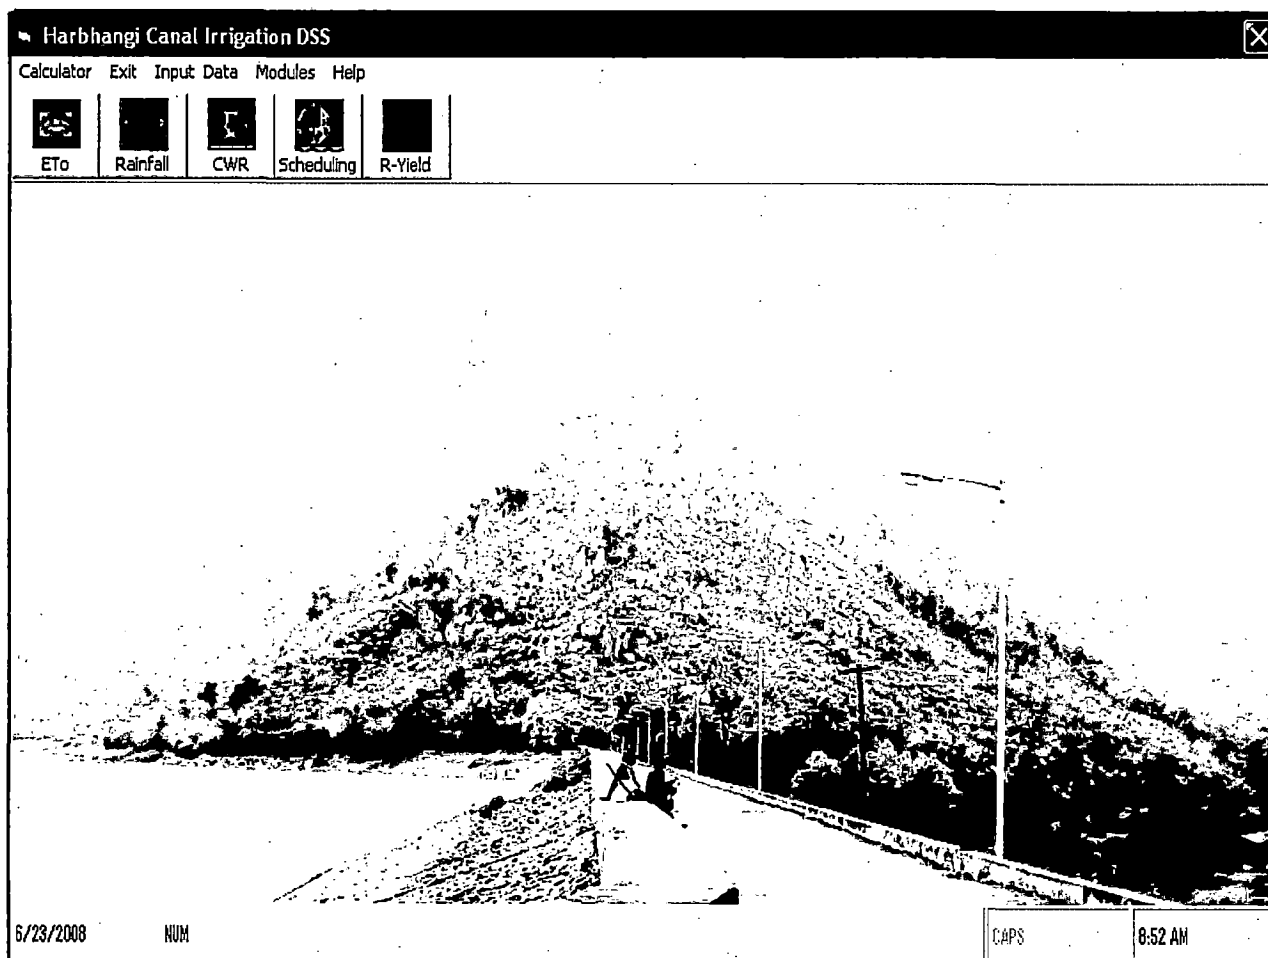 Harbhangi Canal Irrigation DSS
Calculator Exit Input Data Modules Help
ETo Rainfall CWR Scheduling R-Yield
6/23/2008 NUM CAPS 8:52 AM